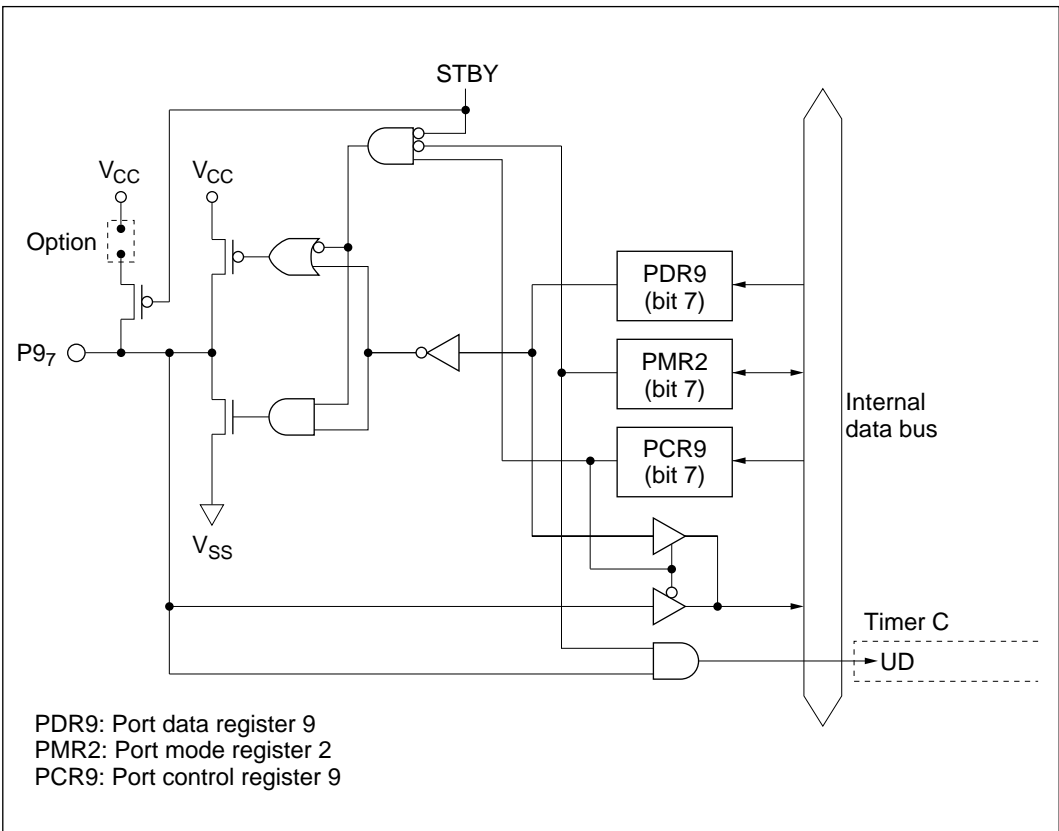 STBY
VCC
VCC
Option
PDR9
(bit 7)
P97
PMR2
(bit 7)
Internal
data bus
PCR9
(bit 7)
VSS
Timer C
UD
PDR9: Port data register 9
PMR2: Port mode register 2
PCR9: Port control register 9